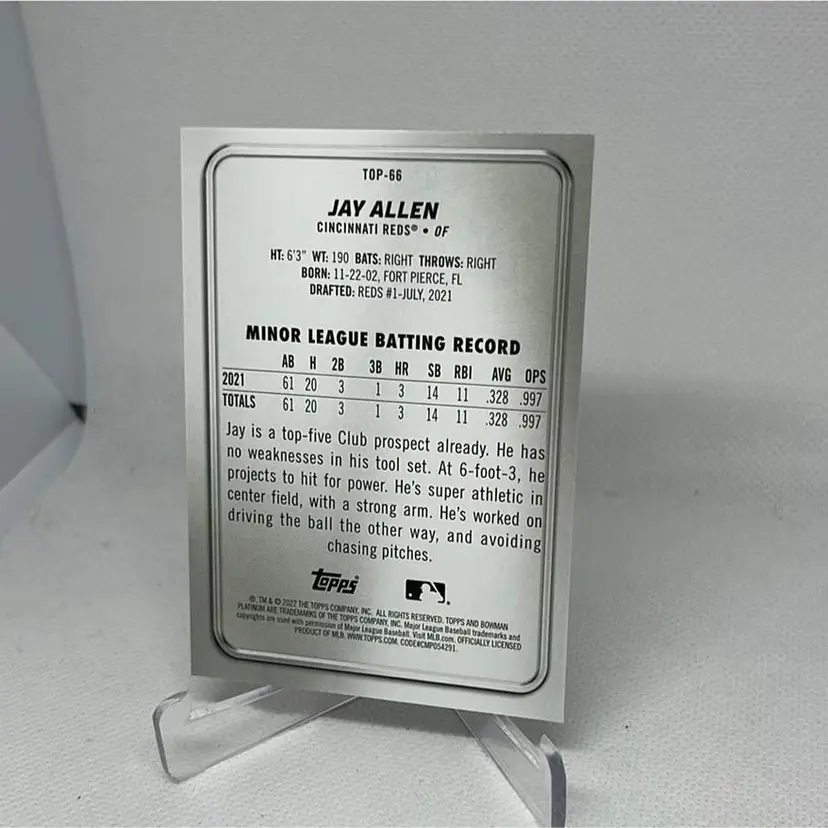 TOP-66
JAY ALLEN
CINCINNATI REDS® • OF
HT: 6'3" WT: 190 BATS: RIGHT THROWS: RIGHT
BORN: 11-22-02, FORT PIERCE, FL
DRAFTED: REDS #1-JULY, 2021
MINOR LEAGUE BATTING RECORD
AB H 2B 3B HR SB RBI AVG OPS
2021 61 20 3 1 3 14 11 .328 .997
TOTALS 61 20 3 1 3 14 11 .328 .997
Jay is a top-five Club prospect already. He has
no weaknesses in his tool set. At 6-foot-3, he
projects to hit for power. He's super athletic in
center field, with a strong arm. He's worked on
driving the ball the other way, and avoiding
chasing pitches.
Topps
®, TM & © 2022 THE TOPPS COMPANY, INC. ALL RIGHTS RESERVED. TOPPS AND BOWMAN
PLATINUM ARE TRADEMARKS OF THE TOPPS COMPANY, INC. Major League Baseball trademarks and
copyrights are used with permission of Major League Baseball. Visit MLB.com. OFFICIALLY LICENSED
PRODUCT OF MLB. WWW.TOPPS.COM. CODE#CMP054291.